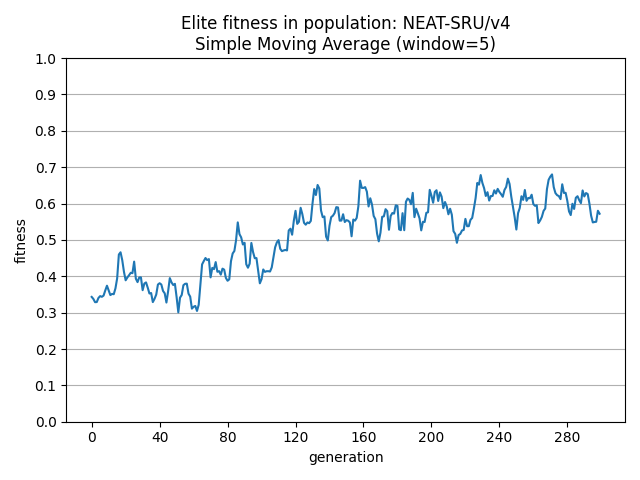 Elite fitness in population: NEAT-SRU/v4
Simple Moving Average (window=5)
1.0
0.9
0.8
0.7
0.6
0.5
0.4
0.3
0.2
0.1
0.0
fitness
0 40 80 120 160 200 240 280
generation